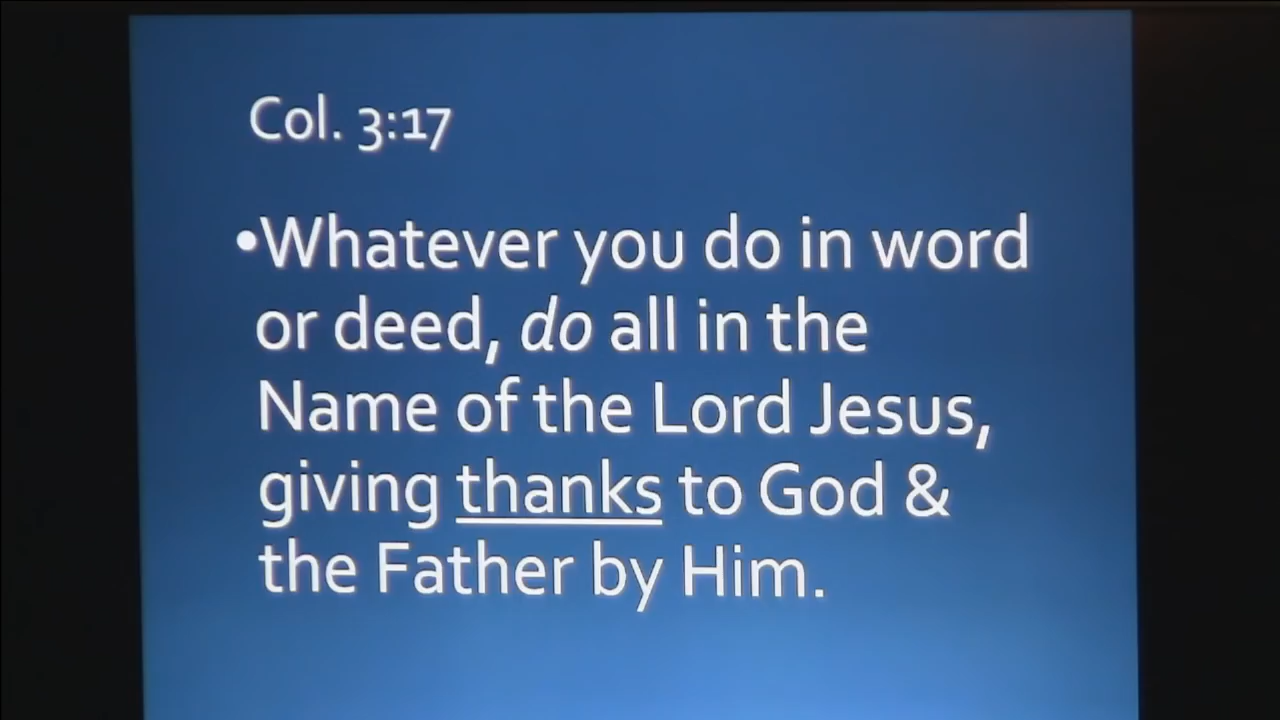 Col. 3:17
•Whatever you do in word
or deed, do all in the
Name of the Lord Jesus,
giving thanks to God &
the Father by Him.